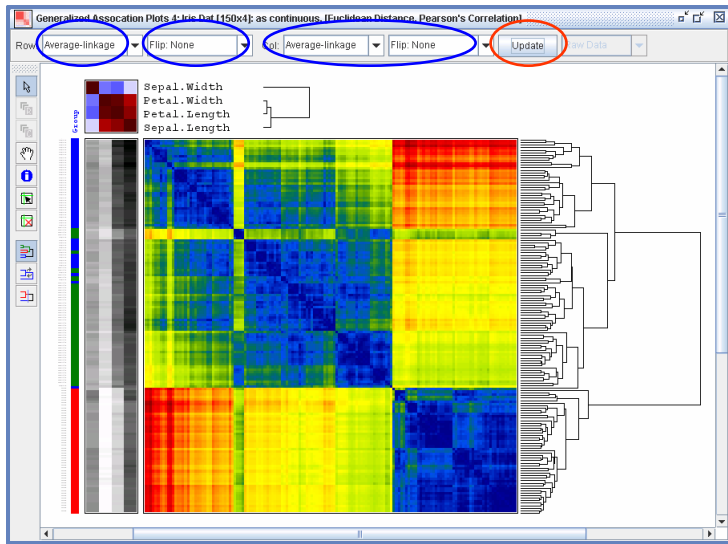 Generalized Assocation Plots 4: Iris Dat [150x4]: as continuous. [Euclidean Distance, Pearson's Correlation]
Row: Average-linkage Flip: None Col: Average-linkage Flip: None Update Raw Data
Sepal.Width
Petal.Width
Petal.Length
Sepal.Length
Group